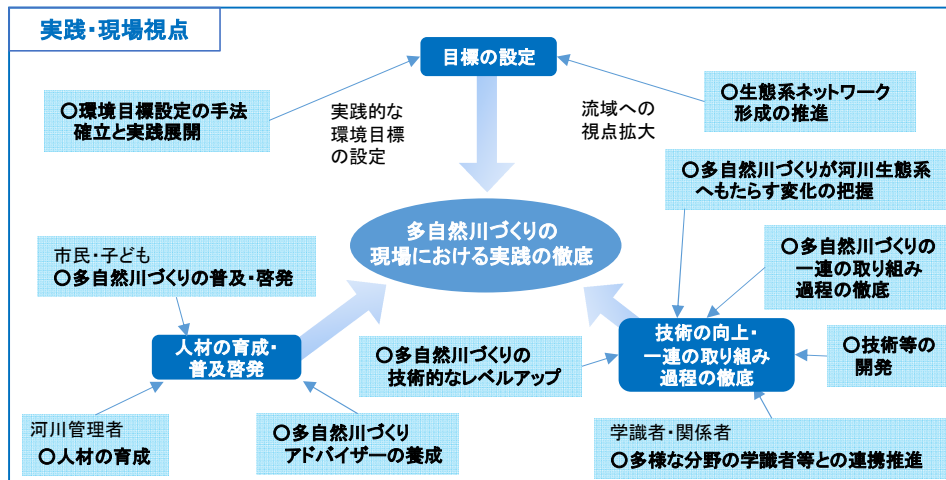 実践・現場視点
目標の設定
〇環境目標設定の手法
確立と実践展開
実践的な
環境目標
の設定
流域への
視点拡大
〇生態系ネットワーク
形成の推進
〇多自然川づくりが河川生態系
へもたらす変化の把握
多自然川づくりの
現場における実践の徹底
市民・子ども
〇多自然川づくりの普及・啓発
〇多自然川づくりの
一連の取り組み
過程の徹底
人材の育成・
普及啓発
〇多自然川づくりの
技術的なレベルアップ
技術の向上・
一連の取り組み
過程の徹底
〇技術等の
開発
河川管理者
〇人材の育成
〇多自然川づくり
アドバイザーの養成
学識者・関係者
〇多様な分野の学識者等との連携推進